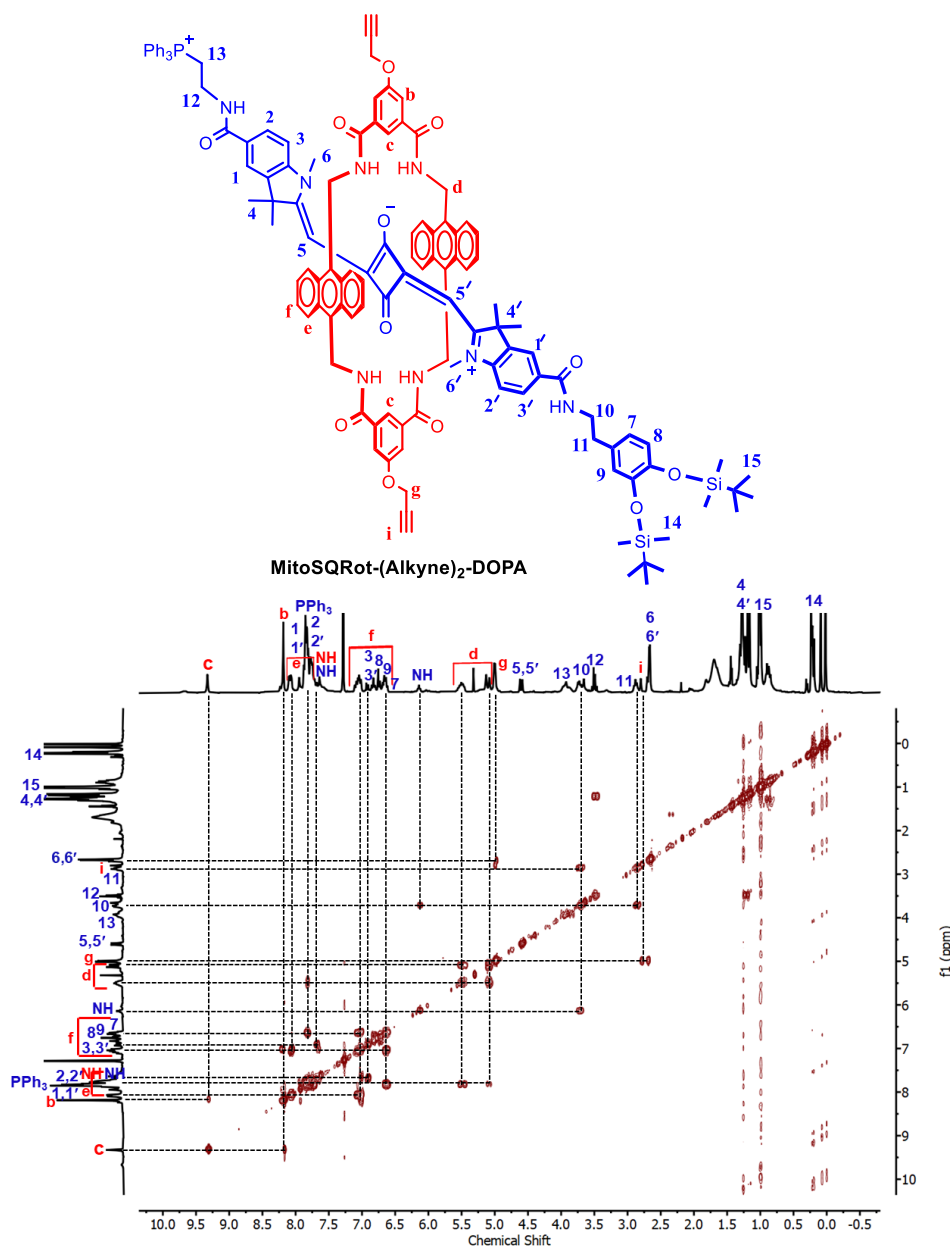 Ph₃P
+
13
12
NH
O
2
3
1
N
6
4
5
O
b
O
O
c
NH
HN
d
O⁻
f
e
O
5′
4′
1′
N
+
6′
2′
3′
O
HN
10
11
7
8
9
O
Si
15
O
Si
14
NH
HN
c
O
O
O
g
i
MitoSQRot-(Alkyne)₂-DOPA
c
b
PPh₃
1
2
1′
2′
e
NH
NH
f
3
8
3′
9
7
NH
d
g
5,5′
13
10
12
11
i
6
6′
4
4′
15
14
14
15
4,4′
6,6′
i
11
12
10
13
5,5′
g
d
NH
f
7
89
3,3′
2,2′
NH
NH
PPh₃
1,1′
e
b
c
0
1
2
3
4
5
6
7
8
9
10
f1 (ppm)
10.0 9.5 9.0 8.5 8.0 7.5 7.0 6.5 6.0 5.5 5.0 4.5 4.0 3.5 3.0 2.5 2.0 1.5 1.0 0.5 0.0 -0.5
Chemical Shift